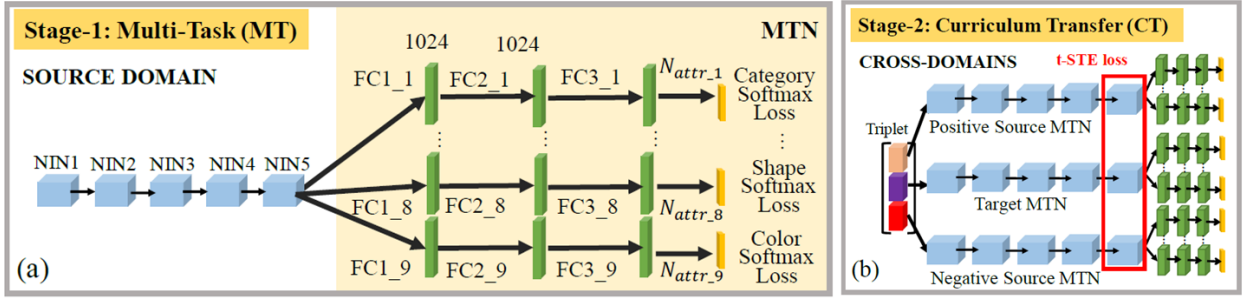 Stage-1: Multi-Task (MT)
MTN
SOURCE DOMAIN
1024
1024
FC1_1
FC2_1
FC3_1
N_attr_1
Category
Softmax
Loss
NIN1
NIN2
NIN3
NIN4
NIN5
FC1_8
FC2_8
FC3_8
N_attr_8
Shape
Softmax
Loss
FC1_9
FC2_9
FC3_9
N_attr_9
Color
Softmax
Loss
(a)
Stage-2: Curriculum Transfer (CT)
CROSS-DOMAINS
t-STE loss
Triplet
Positive Source MTN
Target MTN
Negative Source MTN
(b)